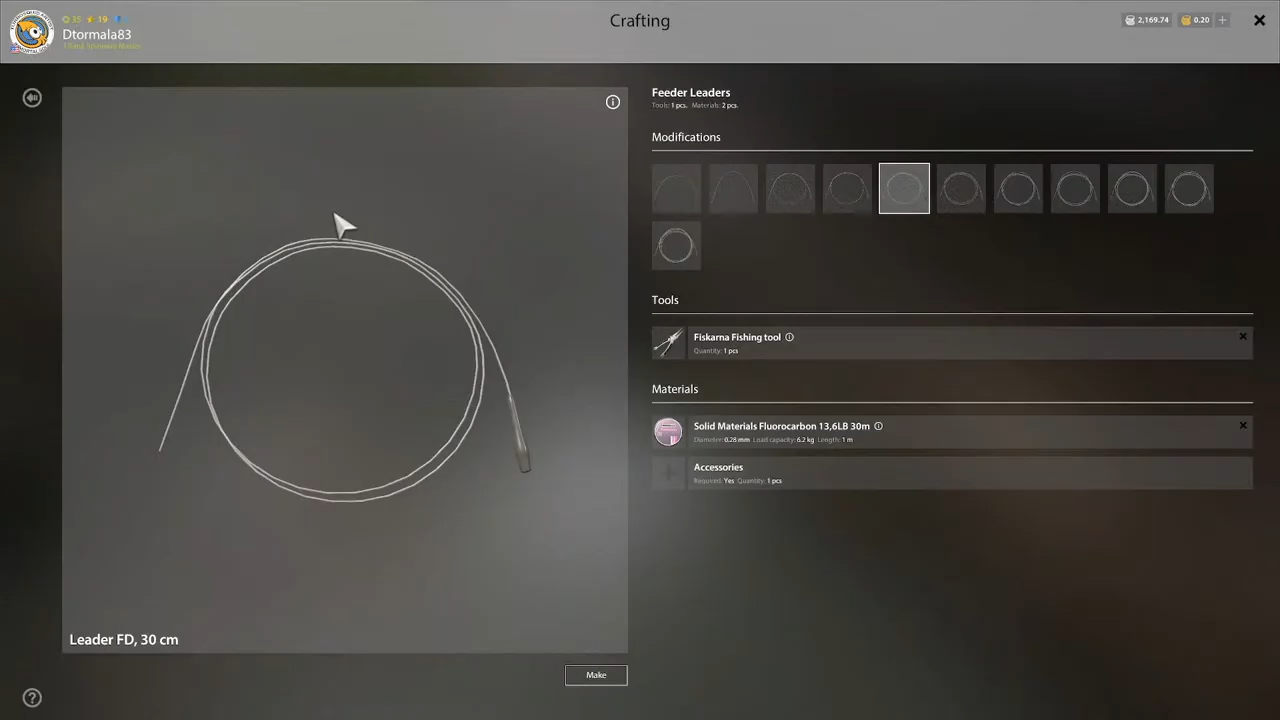 35 19
Crafting
2,169.74
0.20
Dtormala83
Feeder Leaders
Tools: 1 pcs. Materials: 2 pcs.
Modifications
Tools
Fiskarna Fishing tool
Quantity: 1 pcs
Materials
Solid Materials Fluorocarbon 13,6LB 30m
Diameter: 0.28 mm Load capacity: 6.2 kg Length: 1 m
Accessories
Required: Yes Quantity: 1 pcs
Leader FD, 30 cm
Make